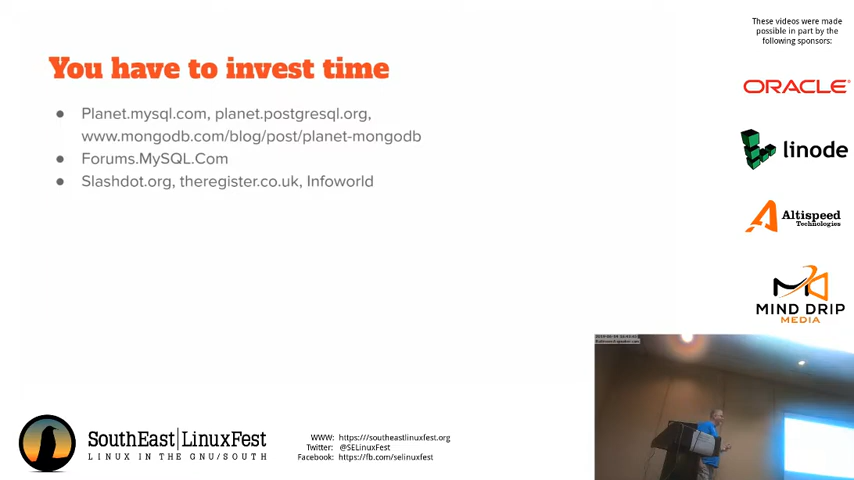 You have to invest time
● Planet.mysql.com, planet.postgresql.org,
www.mongodb.com/blog/post/planet-mongodb
● Forums.MySQL.Com
● Slashdot.org, theregister.co.uk, Infoworld
These videos were made
possible in part by the
following sponsors:
ORACLE
linode
Altispeed
Technologies
MIND DRIP
MEDIA
SouthEast|LinuxFest
LINUX IN THE GNU/SOUTH
WWW: https:///southeastlinuxfest.org
Twitter: @SELinuxFest
Facebook: https://fb.com/selinuxfest